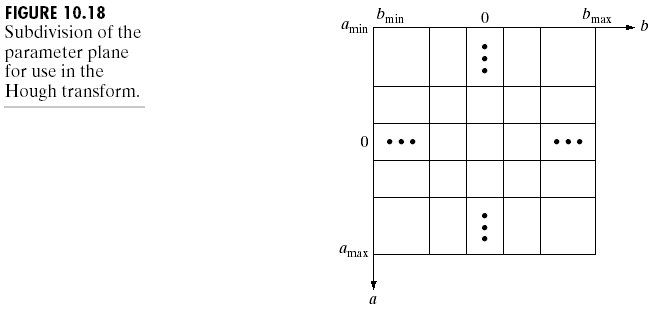 FIGURE 10.18
Subdivision of the
parameter plane
for use in the
Hough transform.
b_min 0 b_max
a_min b
0
a_max
a